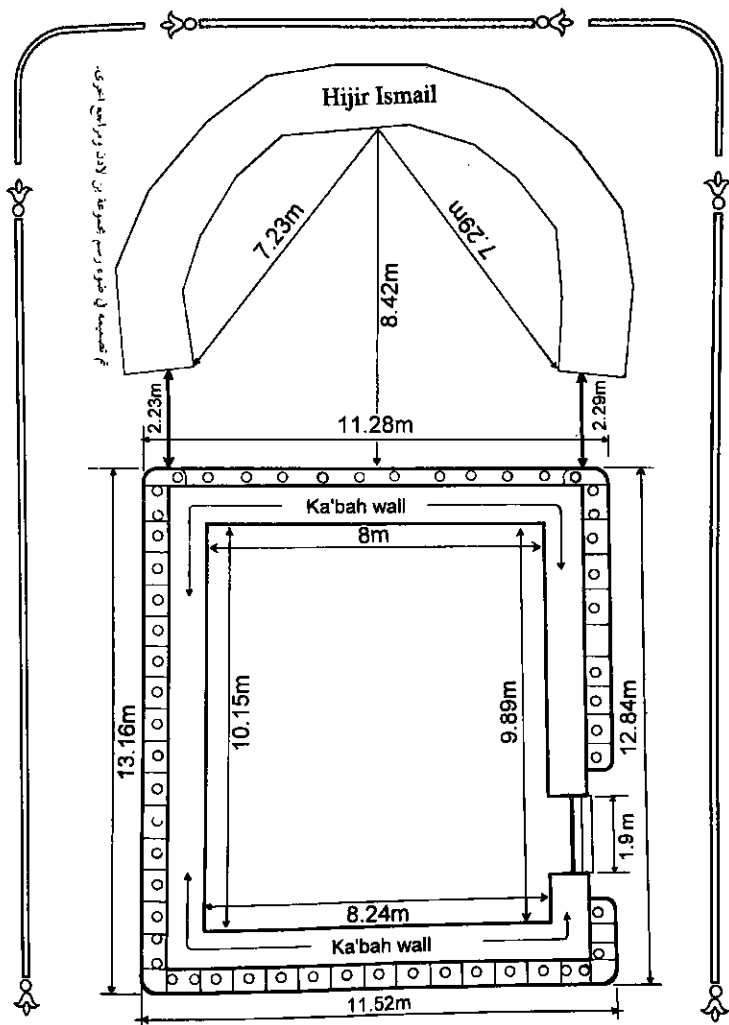 Hijir Ismail
7.23m
7.29m
8.42m
2.23m
2.29m
11.28m
Ka'bah wall
8m
10.15m
9.89m
13.16m
12.84m
1.9m
8.24m
Ka'bah wall
11.52m